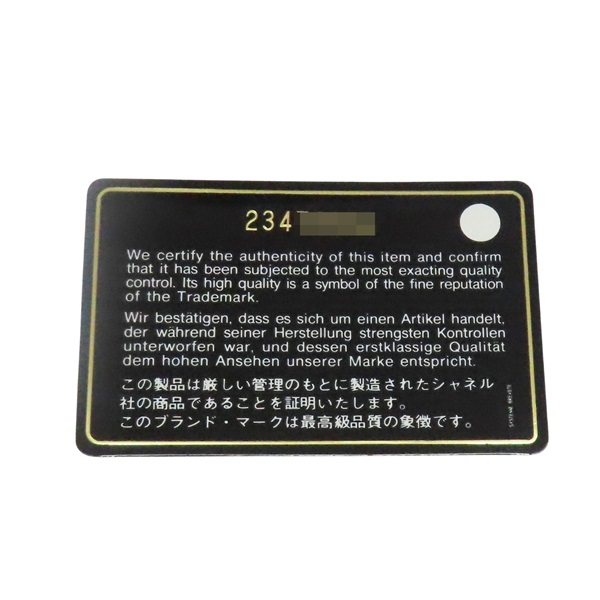 234
We certify the authenticity of this item and confirm
that it has been subjected to the most exacting quality
control. Its high quality is a symbol of the fine reputation
of the Trademark.
Wir bestätigen, dass es sich um einen Artikel handelt,
der während seiner Herstellung strengsten Kontrollen
unterworfen war, und dessen erstklassige Qualität
dem hohen Ansehen unserer Marke entspricht.
この製品は厳しい管理のもとに製造されたシャネル
社の商品であることを証明いたします。
このブランド・マークは最高級品質の象徴です。